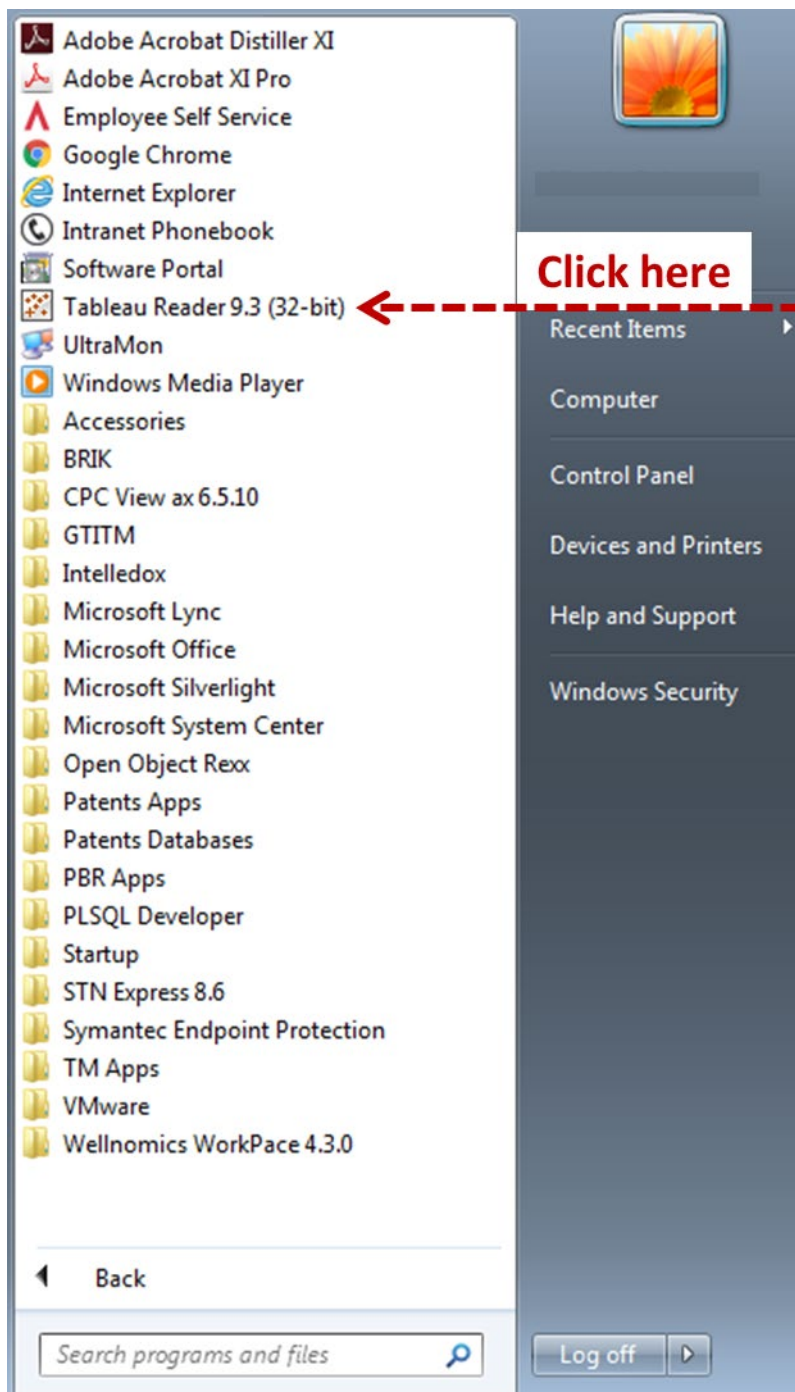 Adobe Acrobat Distiller XI
Adobe Acrobat XI Pro
Employee Self Service
Google Chrome
Internet Explorer
Intranet Phonebook
Software Portal
Tableau Reader 9.3 (32-bit)
UltraMon
Windows Media Player
Accessories
BRIK
CPC View ax 6.5.10
GTITM
Intelledox
Microsoft Lync
Microsoft Office
Microsoft Silverlight
Microsoft System Center
Open Object Rexx
Patents Apps
Patents Databases
PBR Apps
PLSQL Developer
Startup
STN Express 8.6
Symantec Endpoint Protection
TM Apps
VMware
Wellnomics WorkPace 4.3.0
Back
Search programs and files
Click here
Recent Items
Computer
Control Panel
Devices and Printers
Help and Support
Windows Security
Log off